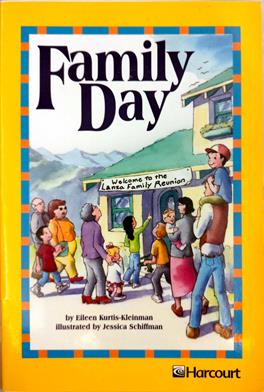 Family
Day
Welcome to the
Lanza Family Reunion
by Eileen Kurtis-Kleinman
illustrated by Jessica Schiffman
Harcourt